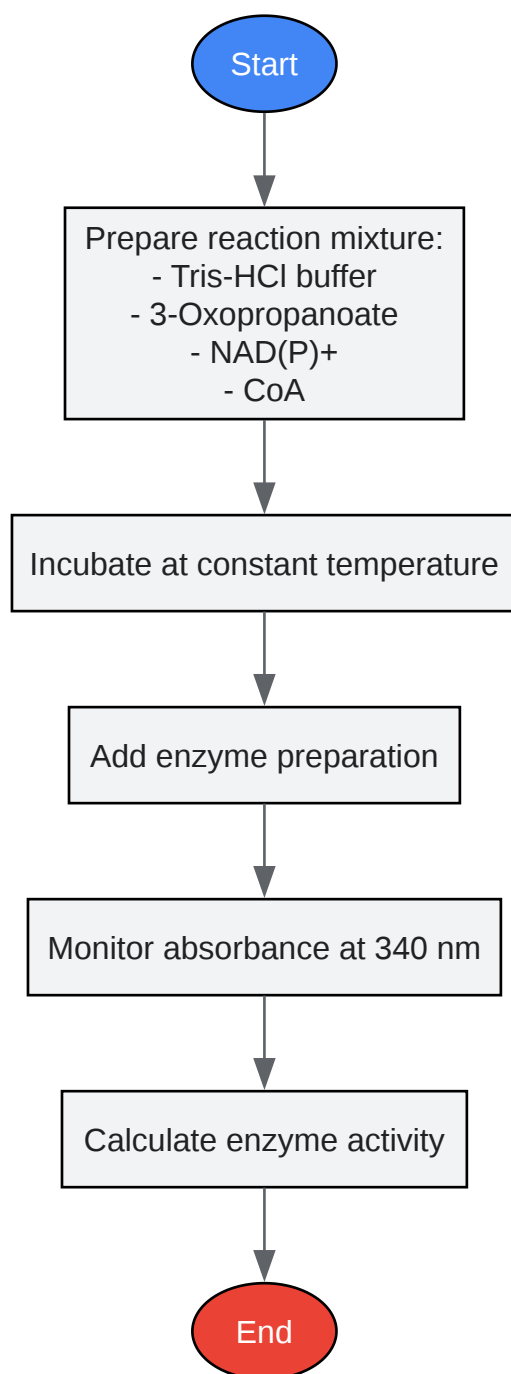 Start
Prepare reaction mixture:
- Tris-HCl buffer
- 3-Oxopropanoate
- NAD(P)+
- CoA
Incubate at constant temperature
Add enzyme preparation
Monitor absorbance at 340 nm
Calculate enzyme activity
End